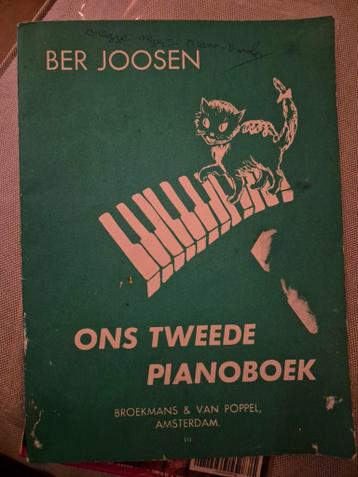 BER JOOSEN
ONS TWEEDE
PIANOBOEK
BROEKMANS & VAN POPPEL,
AMSTERDAM.